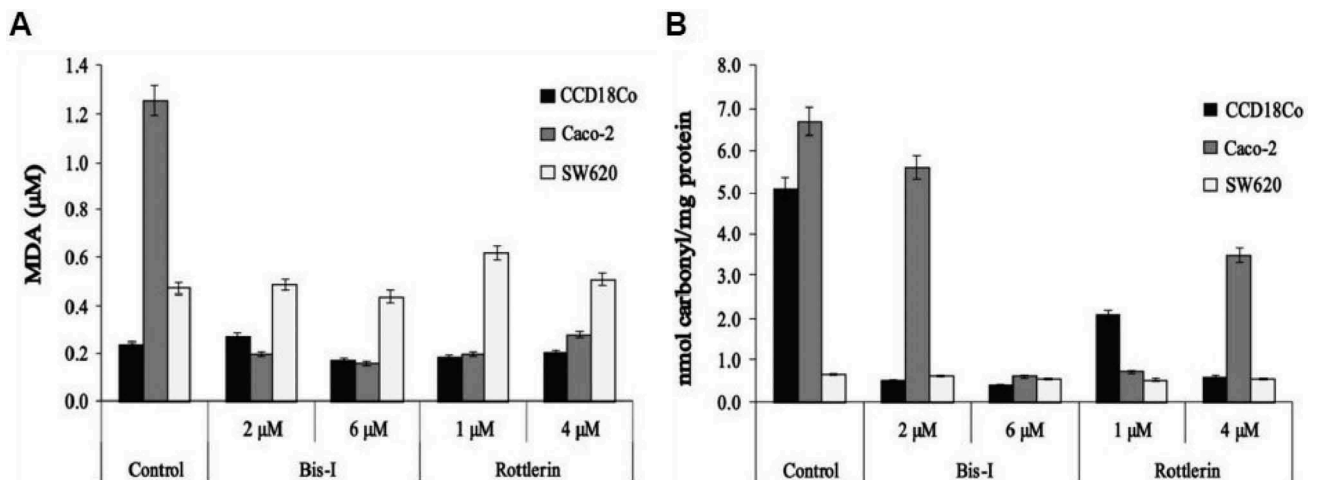 A
MDA (µM)
1.4
1.2
1.0
0.8
0.6
0.4
0.2
0.0
CCD18Co
Caco-2
SW620
2 µM
6 µM
1 µM
4 µM
Control
Bis-I
Rottlerin
B
nmol carbonyl/mg protein
8.0
7.0
6.0
5.0
4.0
3.0
2.0
1.0
0.0
CCD18Co
Caco-2
SW620
2 µM
6 µM
1 µM
4 µM
Control
Bis-I
Rottlerin